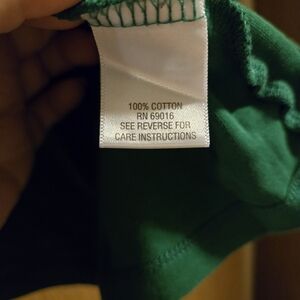 100% COTTON
RN 69016
SEE REVERSE FOR
CARE INSTRUCTIONS